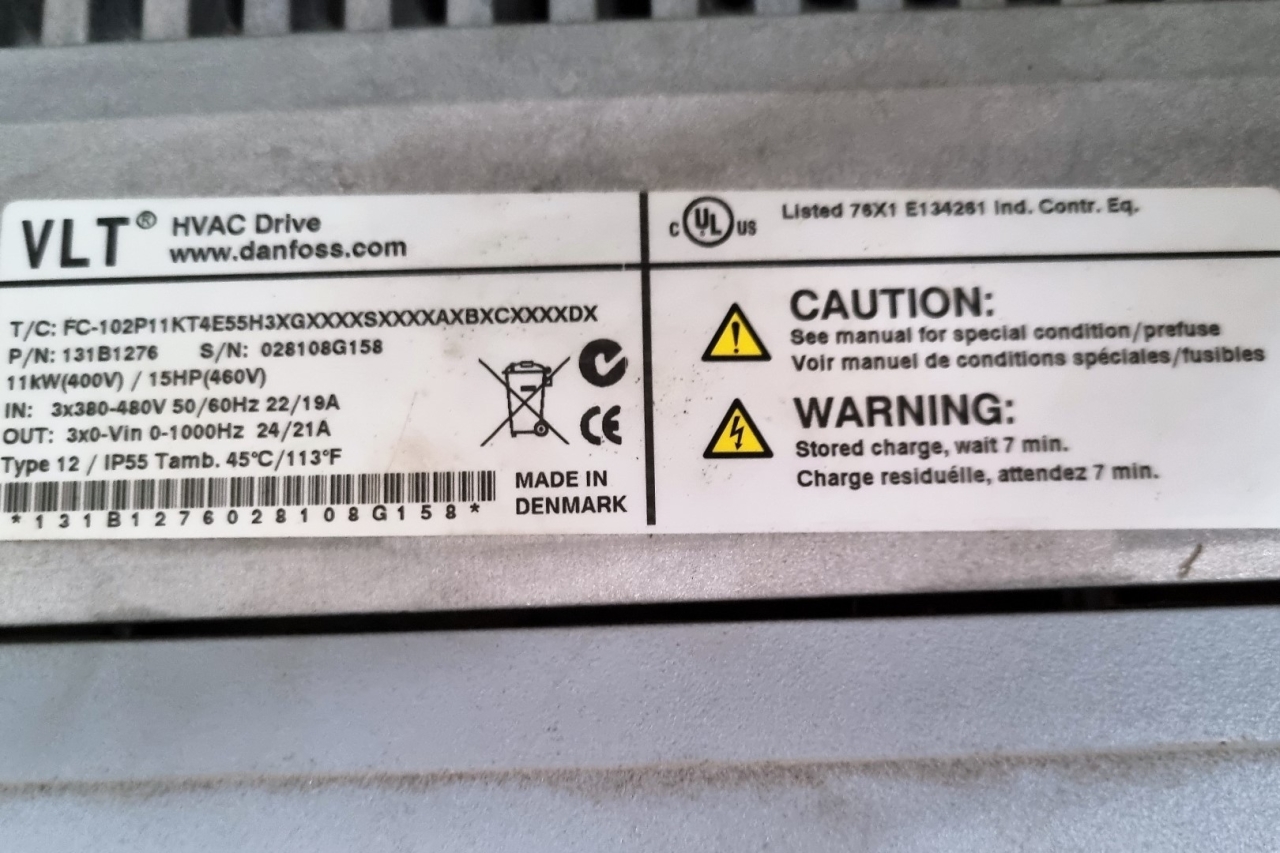 VLT® HVAC Drive
www.danfoss.com
T/C: FC-102P11KT4E55H3XGXXXXSXXXXAXBXCXXXXDX
P/N: 131B1276 S/N: 028108G158
11kW(400V) / 15HP(460V)
IN: 3x380-480V 50/60Hz 22/19A
OUT: 3x0-Vin 0-1000Hz 24/21A
Type 12 / IP55 Tamb. 45°C/113°F
*131B1276028108G158*
CE
MADE IN
DENMARK
c UL US Listed 76X1 E134261 Ind. Contr. Eq.
CAUTION:
See manual for special condition/prefuse
Voir manuel de conditions spéciales/fusibles
WARNING:
Stored charge, wait 7 min.
Charge residuélle, attendez 7 min.